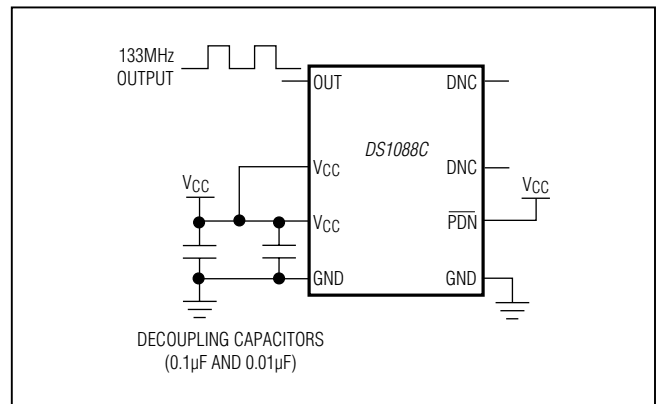 133MHz
OUTPUT
OUT
DNC
DS1088C
VCC
DNC
VCC
VCC
VCC
PDN
GND
GND
DECOUPLING CAPACITORS
(0.1µF AND 0.01µF)